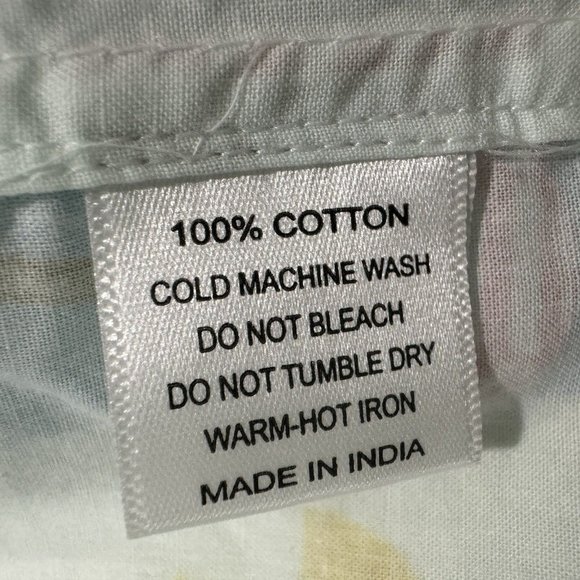 100% COTTON
COLD MACHINE WASH
DO NOT BLEACH
DO NOT TUMBLE DRY
WARM-HOT IRON
MADE IN INDIA